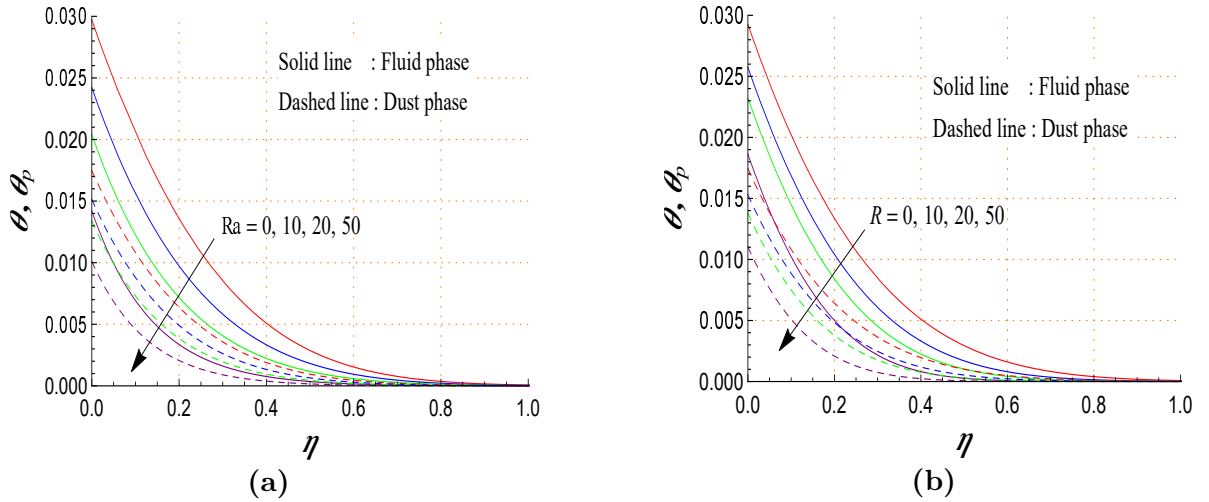 0.030
0.025
0.020
0.015
0.010
0.005
0.000
θ, θp
Solid line : Fluid phase
Dashed line : Dust phase
Ra = 0, 10, 20, 50
0.0 0.2 0.4 0.6 0.8 1.0
η
(a)
0.030
0.025
0.020
0.015
0.010
0.005
0.000
θ, θp
Solid line : Fluid phase
Dashed line : Dust phase
R = 0, 10, 20, 50
0.0 0.2 0.4 0.6 0.8 1.0
η
(b)